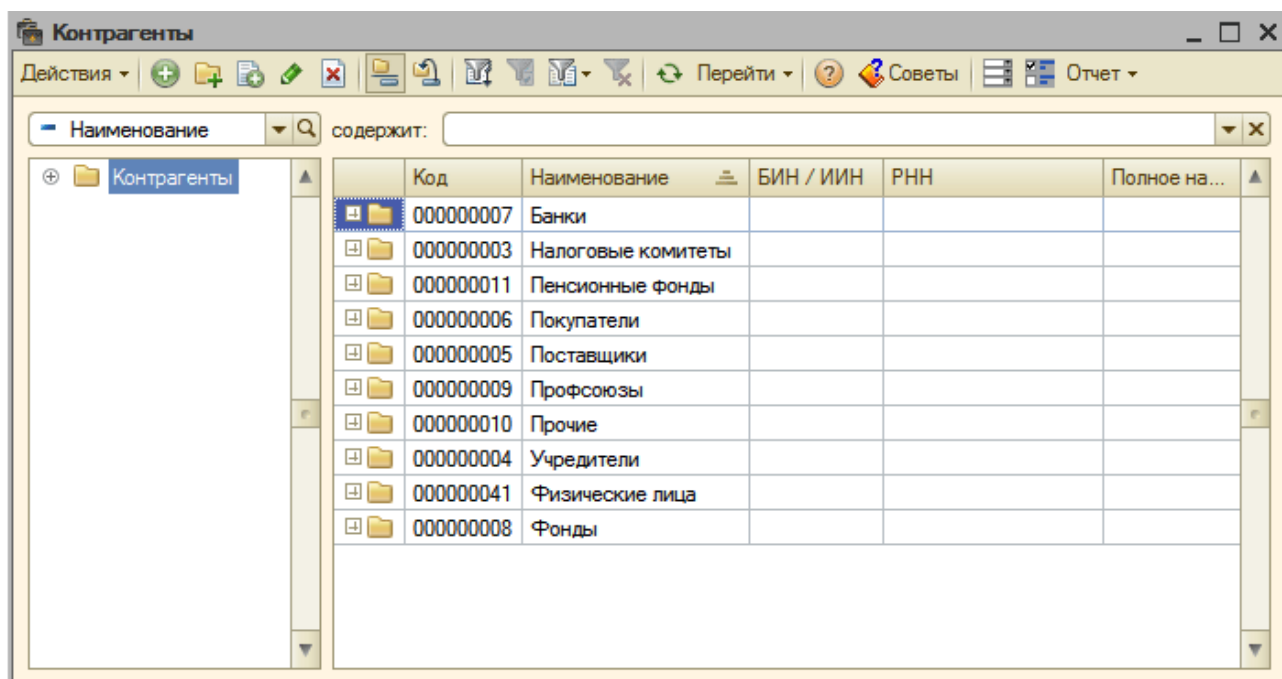 Контрагенты
Действия Перейти Советы Отчет
Наименование содержит:
Контрагенты
Код Наименование БИН / ИИН РНН Полное на...
000000007 Банки
000000003 Налоговые комитеты
000000011 Пенсионные фонды
000000006 Покупатели
000000005 Поставщики
000000009 Профсоюзы
000000010 Прочие
000000004 Учредители
000000041 Физические лица
000000008 Фонды